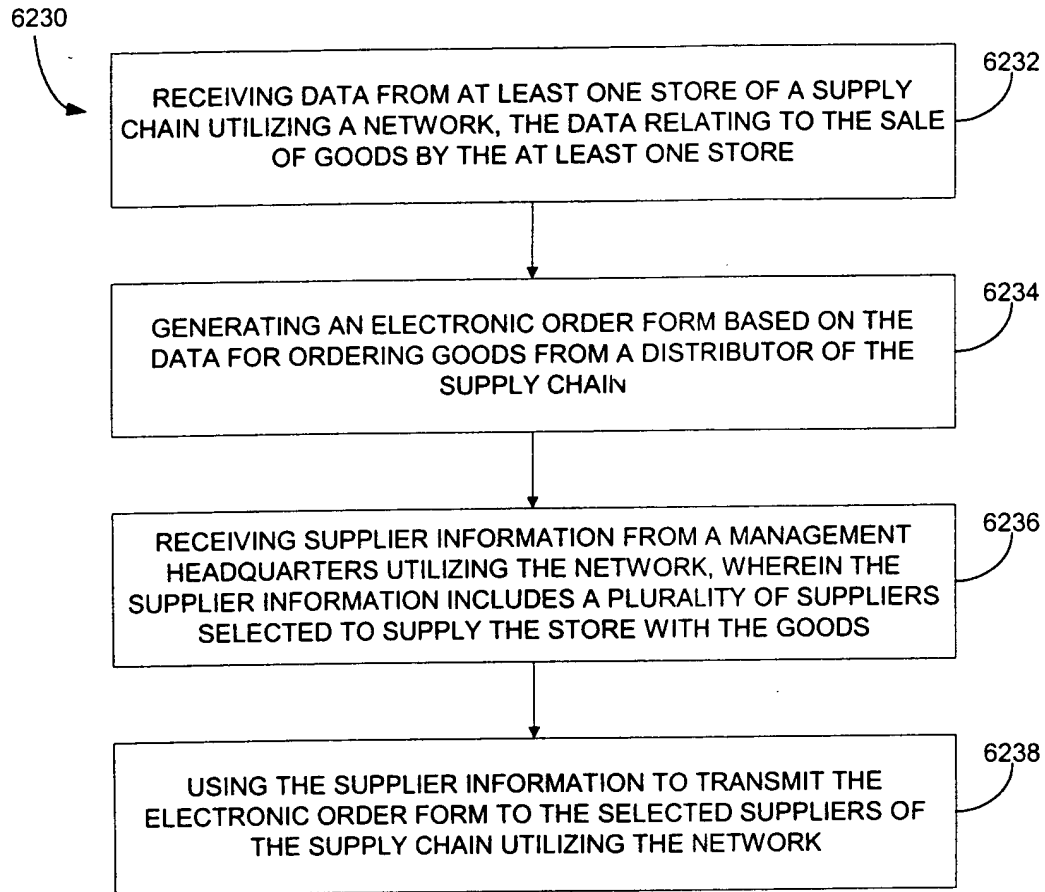 6230
6232
RECEIVING DATA FROM AT LEAST ONE STORE OF A SUPPLY
CHAIN UTILIZING A NETWORK, THE DATA RELATING TO THE SALE
OF GOODS BY THE AT LEAST ONE STORE
6234
GENERATING AN ELECTRONIC ORDER FORM BASED ON THE
DATA FOR ORDERING GOODS FROM A DISTRIBUTOR OF THE
SUPPLY CHAIN
6236
RECEIVING SUPPLIER INFORMATION FROM A MANAGEMENT
HEADQUARTERS UTILIZING THE NETWORK, WHEREIN THE
SUPPLIER INFORMATION INCLUDES A PLURALITY OF SUPPLIERS
SELECTED TO SUPPLY THE STORE WITH THE GOODS
6238
USING THE SUPPLIER INFORMATION TO TRANSMIT THE
ELECTRONIC ORDER FORM TO THE SELECTED SUPPLIERS OF
THE SUPPLY CHAIN UTILIZING THE NETWORK